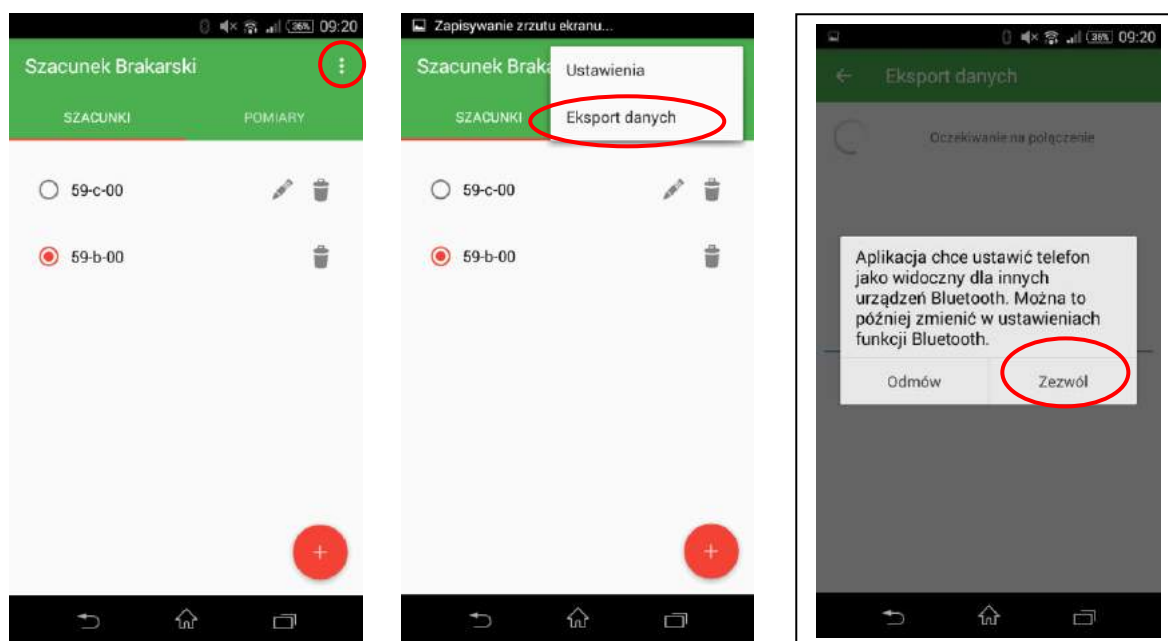 36% 09:20
Szacunek Brakarski
SZACUNKI POMIARY
59-c-00
59-b-00
+
Zapisywanie zrzutu ekranu...
Szacunek Braka
Ustawienia
SZACUNKI
Eksport danych
59-c-00
59-b-00
+
36% 09:20
Eksport danych
Oczekiwanie na połączenie
Aplikacja chce ustawić telefon
jako widoczny dla innych
urządzeń Bluetooth. Można to
później zmienić w ustawieniach
funkcji Bluetooth.
Odmów Zezwól